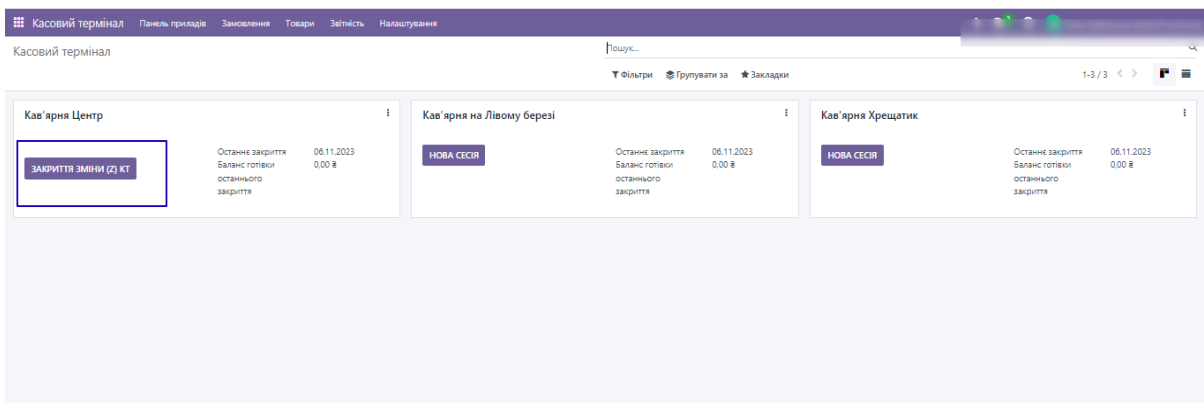 Касовий термінал Панель приладів Замовлення Товари Звітність Налаштування
Касовий термінал
Пошук...
Фільтри Групувати за Закладки
1-3 / 3
Кав'ярня Центр
ЗАКРИТТЯ ЗМІНИ (Z) КТ
Останнє закриття 06.11.2023
Баланс готівки 0,00 ₴
останнього
закриття
Кав'ярня на Лівому березі
НОВА СЕСІЯ
Останнє закриття 06.11.2023
Баланс готівки 0,00 ₴
останнього
закриття
Кав'ярня Хрещатик
НОВА СЕСІЯ
Останнє закриття 06.11.2023
Баланс готівки 0,00 ₴
останнього
закриття